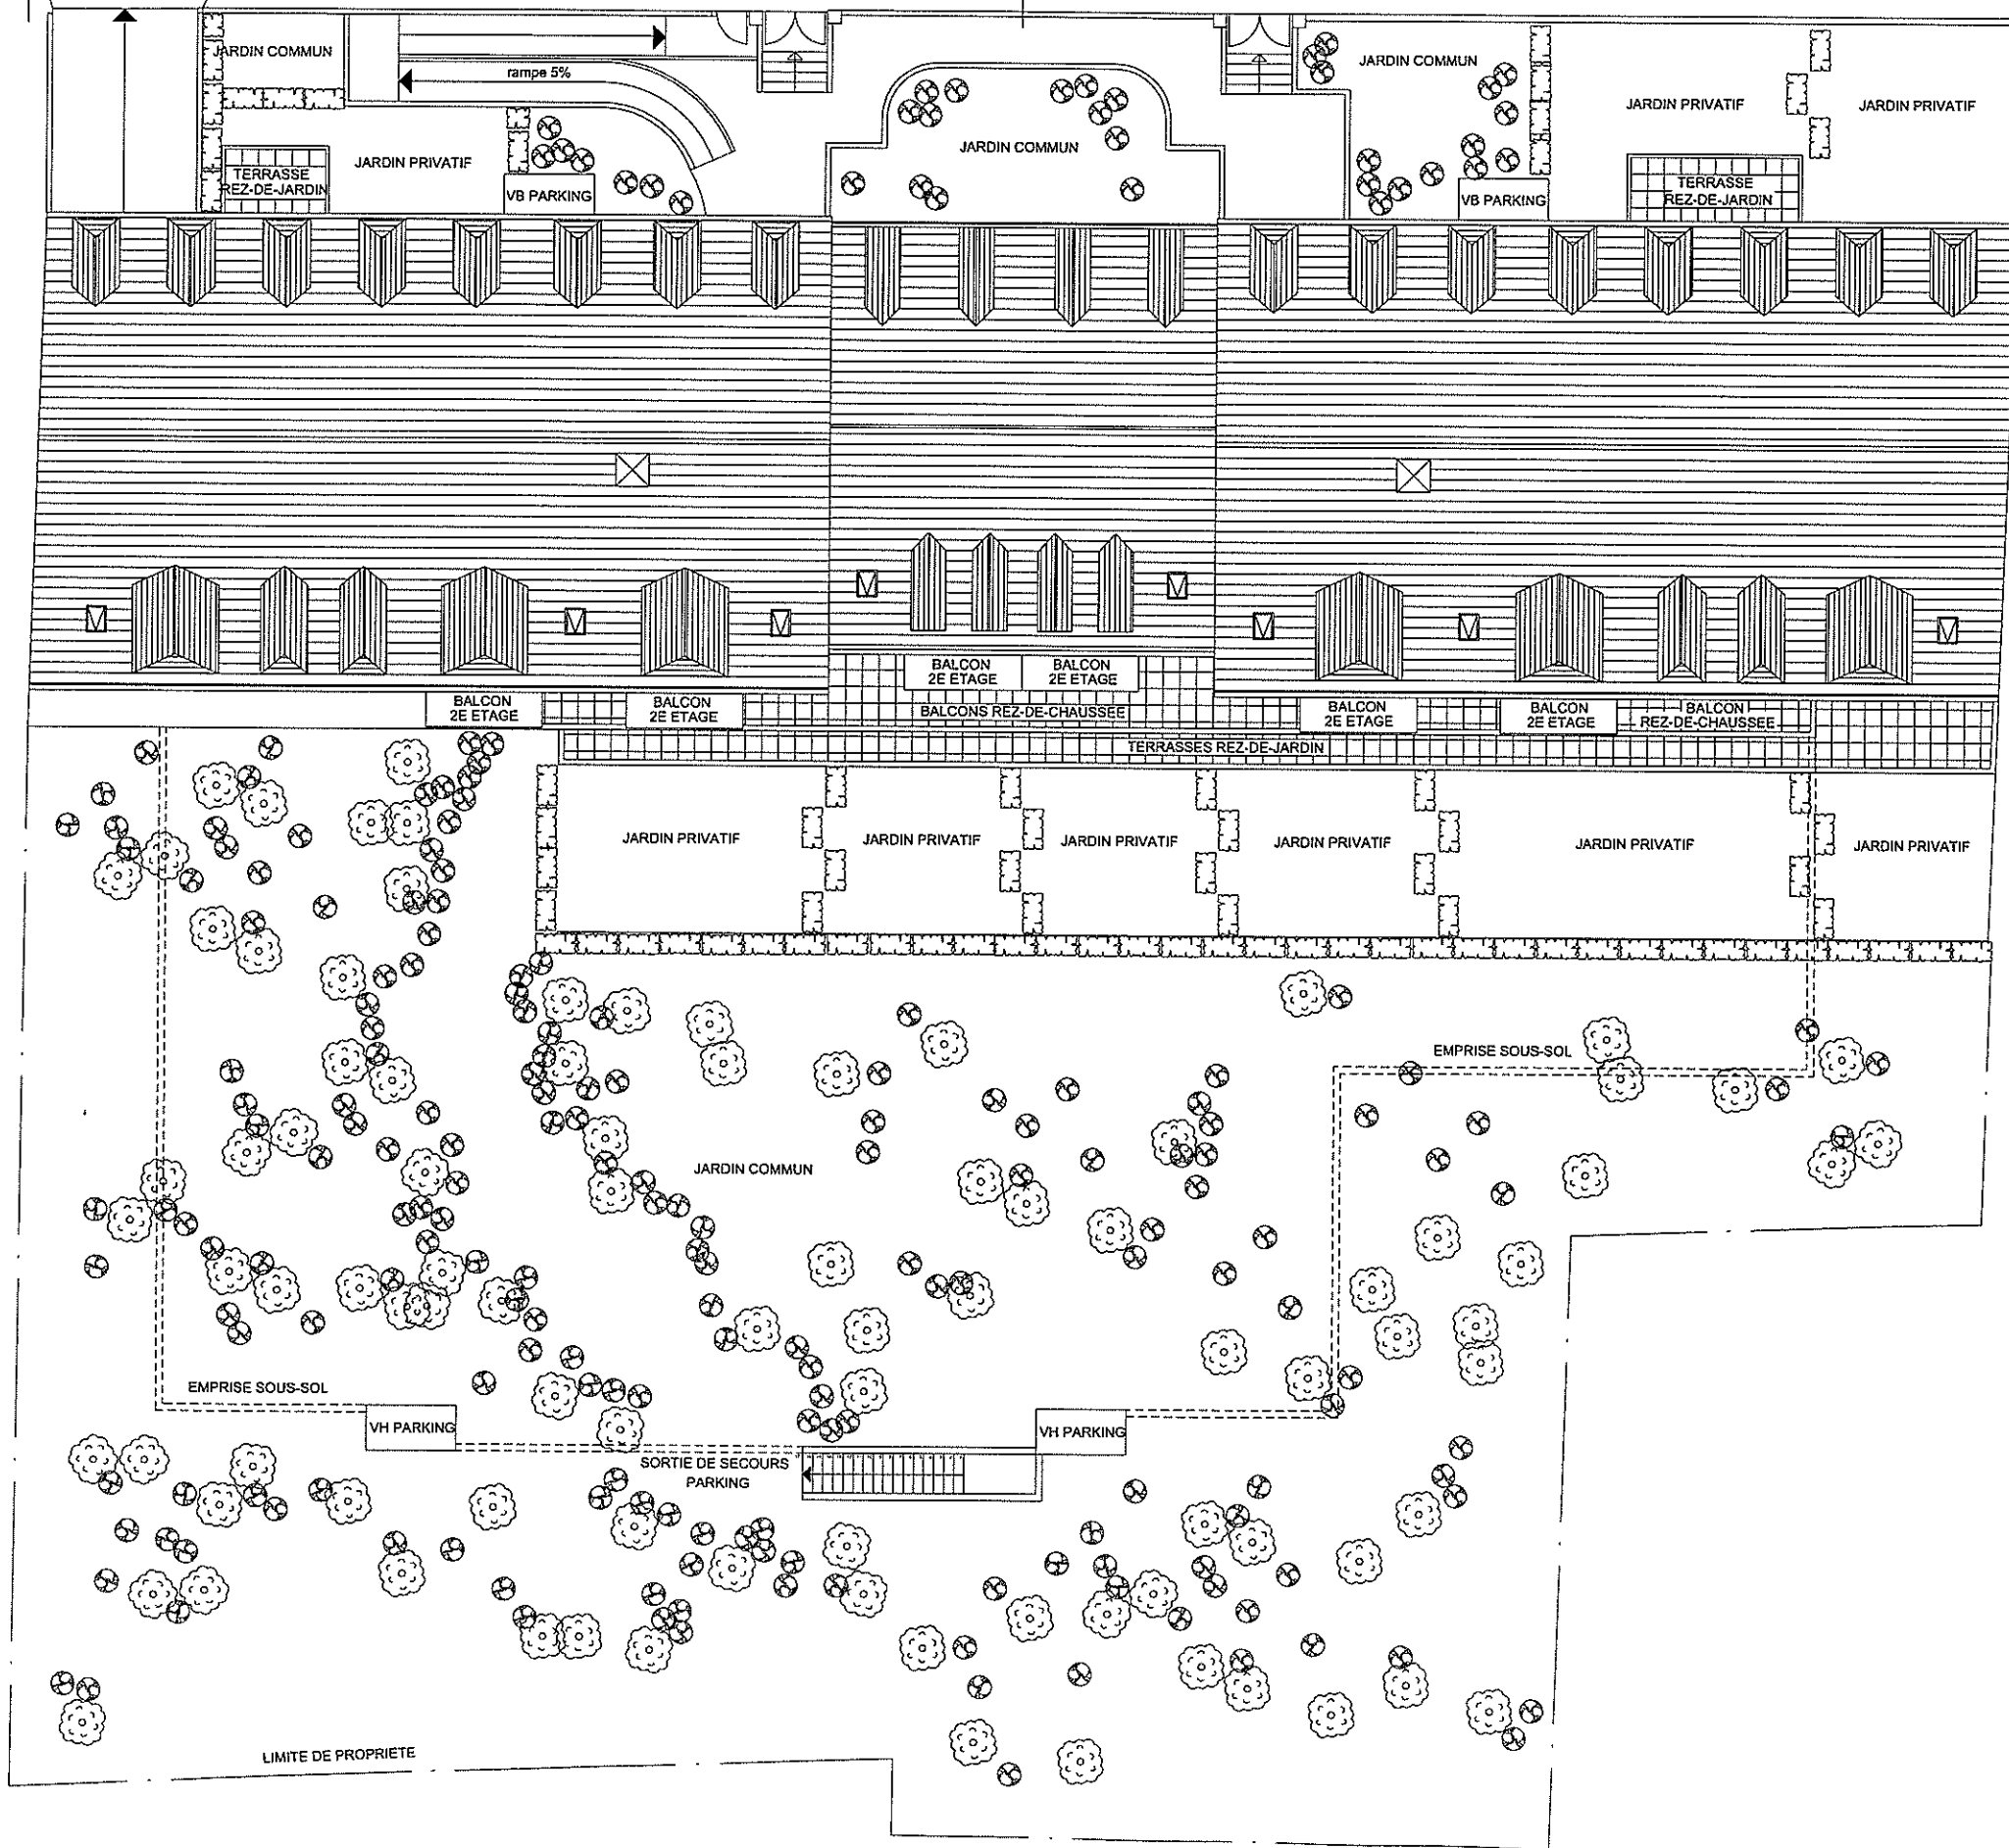 JARDIN COMMUN
rampe 5%
JARDIN COMMUN
JARDIN PRIVATIF
JARDIN PRIVATIF
JARDIN PRIVATIF
JARDIN COMMUN
TERRASSE
REZ-DE-JARDIN
VB PARKING
VB PARKING
TERRASSE
REZ-DE-JARDIN
BALCON
2E ETAGE
BALCON
2E ETAGE
BALCON
2E ETAGE
BALCON
2E ETAGE
BALCONS REZ-DE-CHAUSSEE
BALCON
2E ETAGE
BALCON
2E ETAGE
BALCON
REZ-DE-CHAUSSEE
TERRASSES REZ-DE-JARDIN
JARDIN PRIVATIF
JARDIN PRIVATIF
JARDIN PRIVATIF
JARDIN PRIVATIF
JARDIN PRIVATIF
JARDIN PRIVATIF
EMPRISE SOUS-SOL
JARDIN COMMUN
EMPRISE SOUS-SOL
VH PARKING
VH PARKING
SORTIE DE SECOURS
PARKING
LIMITE DE PROPRIETE